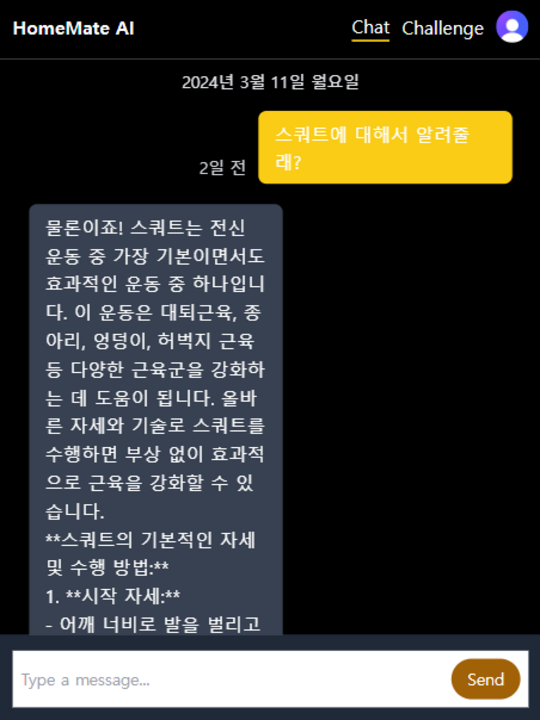 HomeMate AI
Chat
Challenge
2024년 3월 11일 월요일
스쿼트에 대해서 알려줄
래?
2일 전
물론이죠! 스쿼트는 전신
운동 중 가장 기본이면서도
효과적인 운동 중 하나입니
다. 이 운동은 대퇴근육, 종
아리, 엉덩이, 허벅지 근육
등 다양한 근육군을 강화하
는 데 도움이 됩니다. 올바
른 자세와 기술로 스쿼트를
수행하면 부상 없이 효과적
으로 근육을 강화할 수 있
습니다.
**스쿼트의 기본적인 자세
및 수행 방법:**
1. **시작 자세:**
- 어깨 너비로 발을 벌리고
Type a message...
Send